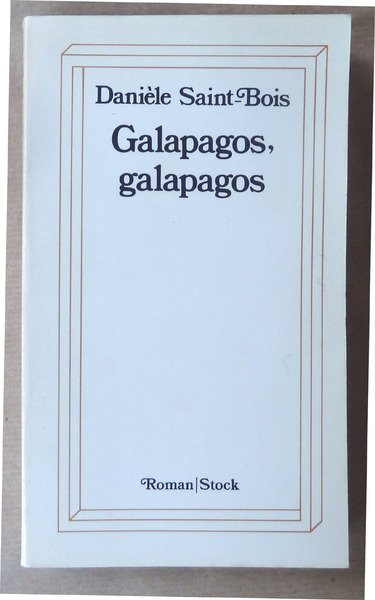 Danièle Saint-Bois
Galapagos,
galapagos
Roman|Stock